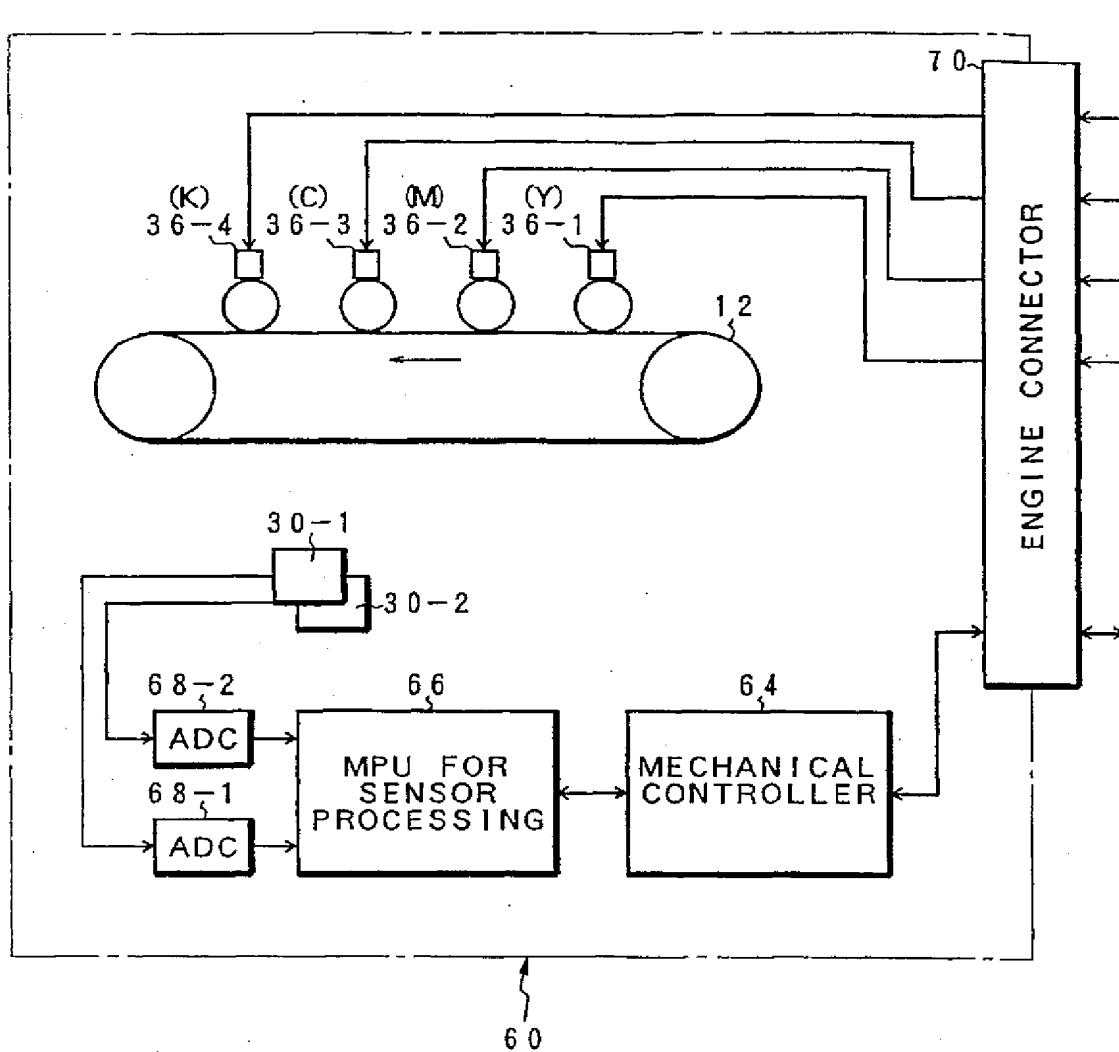 70
(K) (C) (M) (Y)
36-4 36-3 36-2 36-1
12
ENGINE CONNECTOR
30-1
30-2
68-2 66 64
ADC
MPU FOR
SENSOR
PROCESSING
MECHANICAL
CONTROLLER
68-1
ADC
60